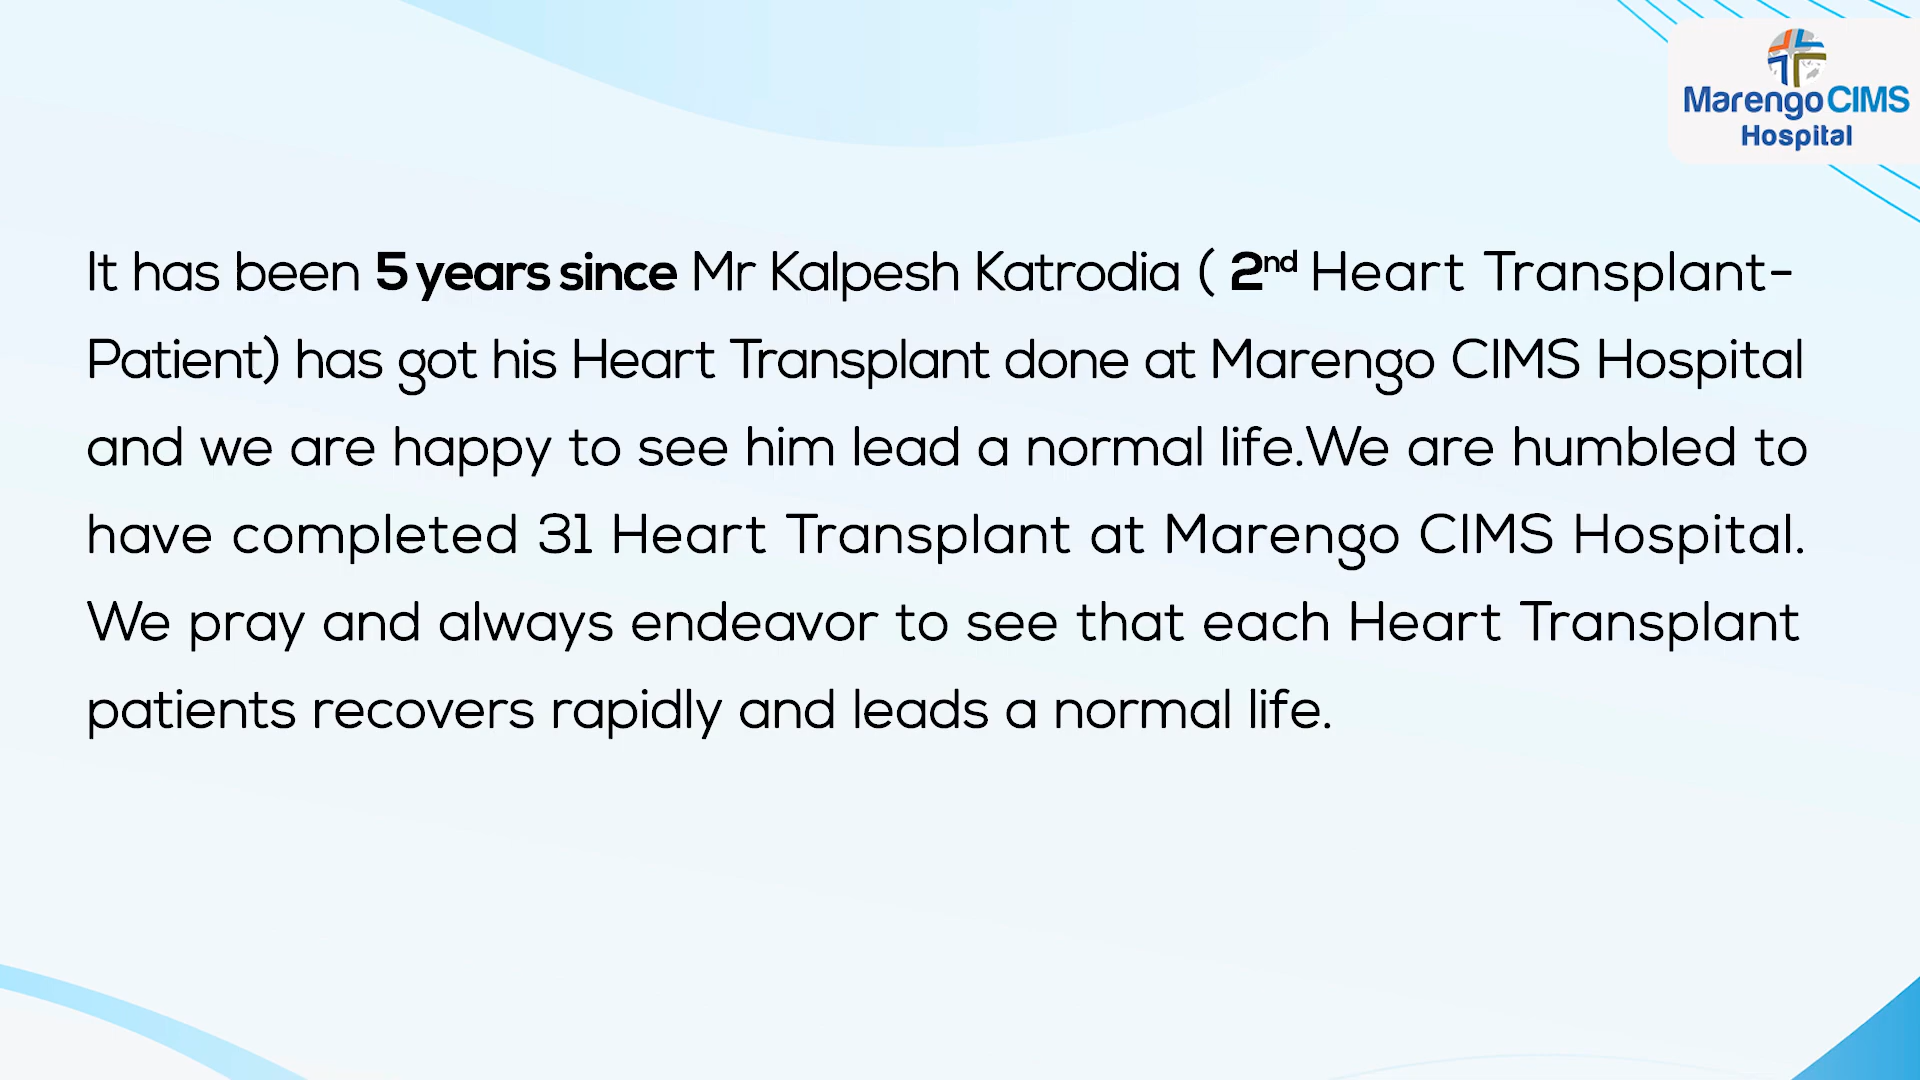 Marengo CIMS
Hospital
It has been 5 years since Mr Kalpesh Katrodia ( 2nd Heart Transplant-
Patient) has got his Heart Transplant done at Marengo CIMS Hospital
and we are happy to see him lead a normal life.We are humbled to
have completed 31 Heart Transplant at Marengo CIMS Hospital.
We pray and always endeavor to see that each Heart Transplant
patients recovers rapidly and leads a normal life.